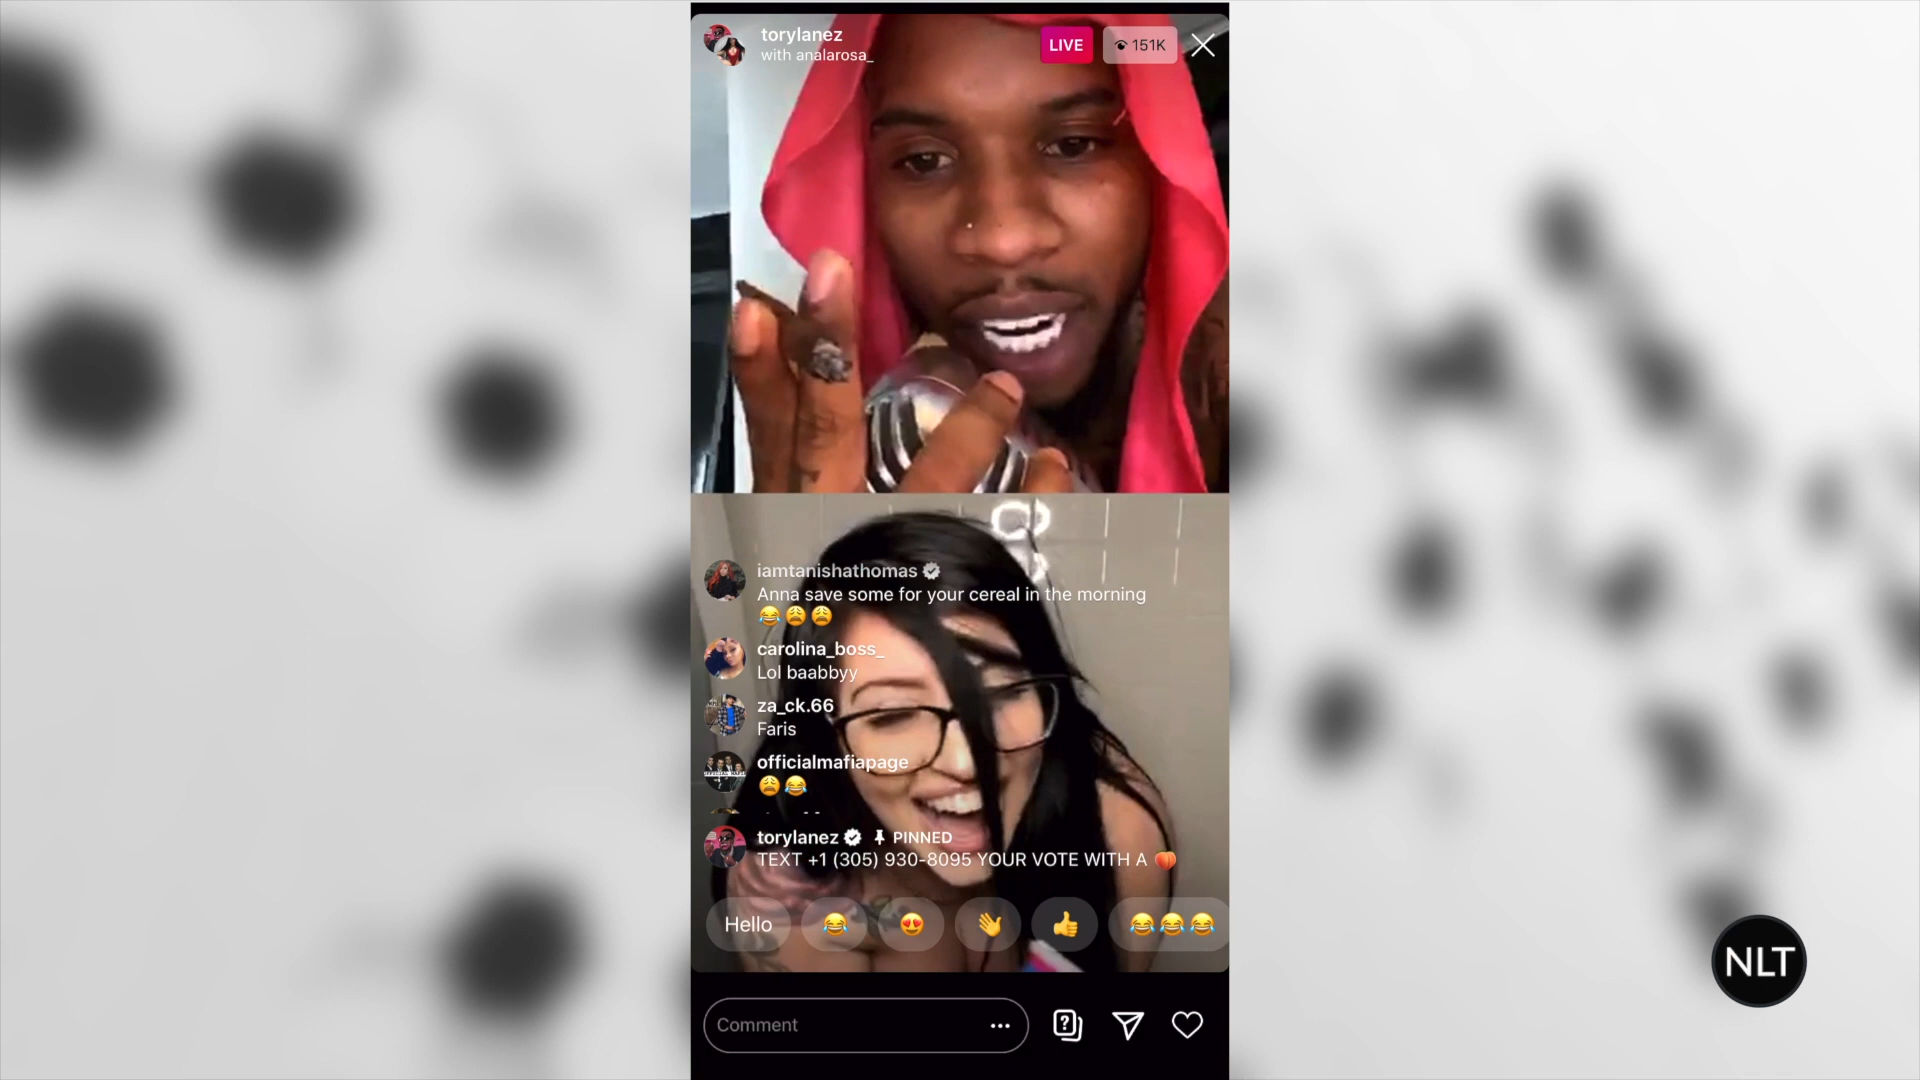 torylanez
with analarosa_
LIVE
151K
iamtanishathomas
Anna save some for your cereal in the morning
😂😩😩
carolina_boss_
Lol baabbyy
za_ck.66
Faris
officialmafiapage
😩😂
torylanez PINNED
TEXT +1 (305) 930-8095 YOUR VOTE WITH A 🍑
Hello 😂 😍 👋 👍 😂😂😂
Comment
NLT